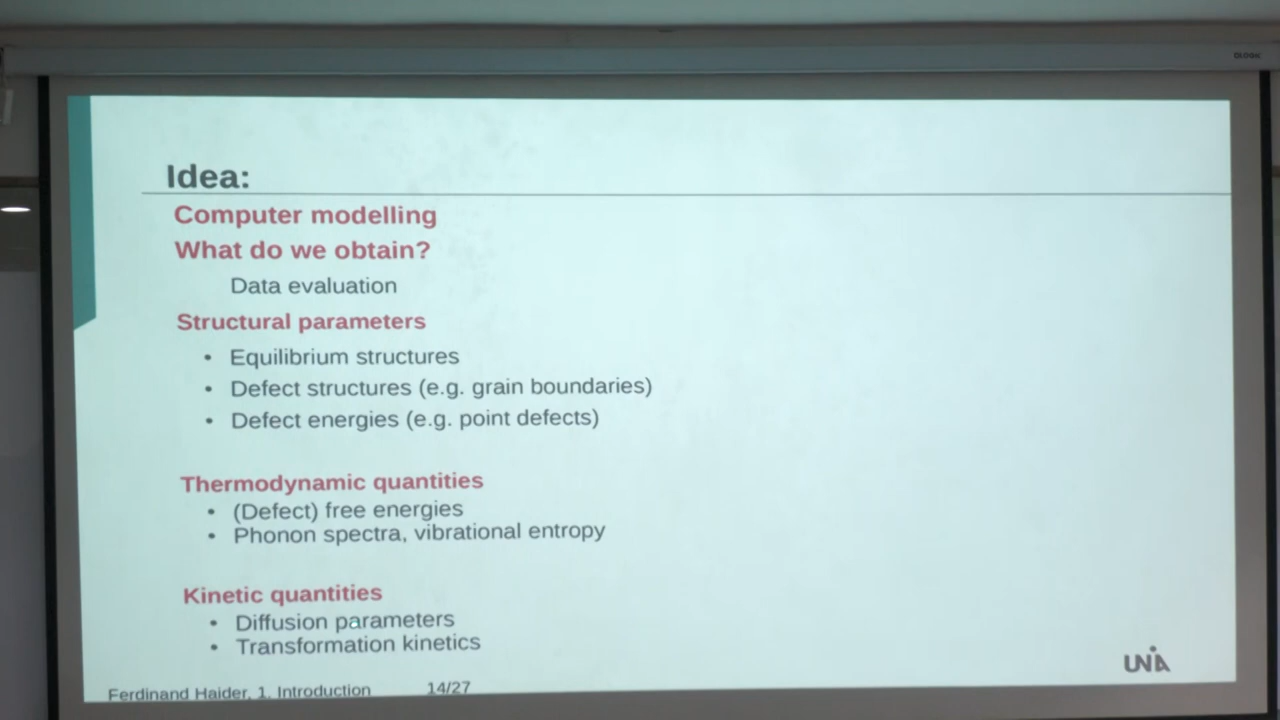 Idea:
Computer modelling
What do we obtain?
Data evaluation
Structural parameters
• Equilibrium structures
• Defect structures (e.g. grain boundaries)
• Defect energies (e.g. point defects)
Thermodynamic quantities
• (Defect) free energies
• Phonon spectra, vibrational entropy
Kinetic quantities
• Diffusion parameters
• Transformation kinetics
Ferdinand Haider, 1. Introduction 14/27
UNIA